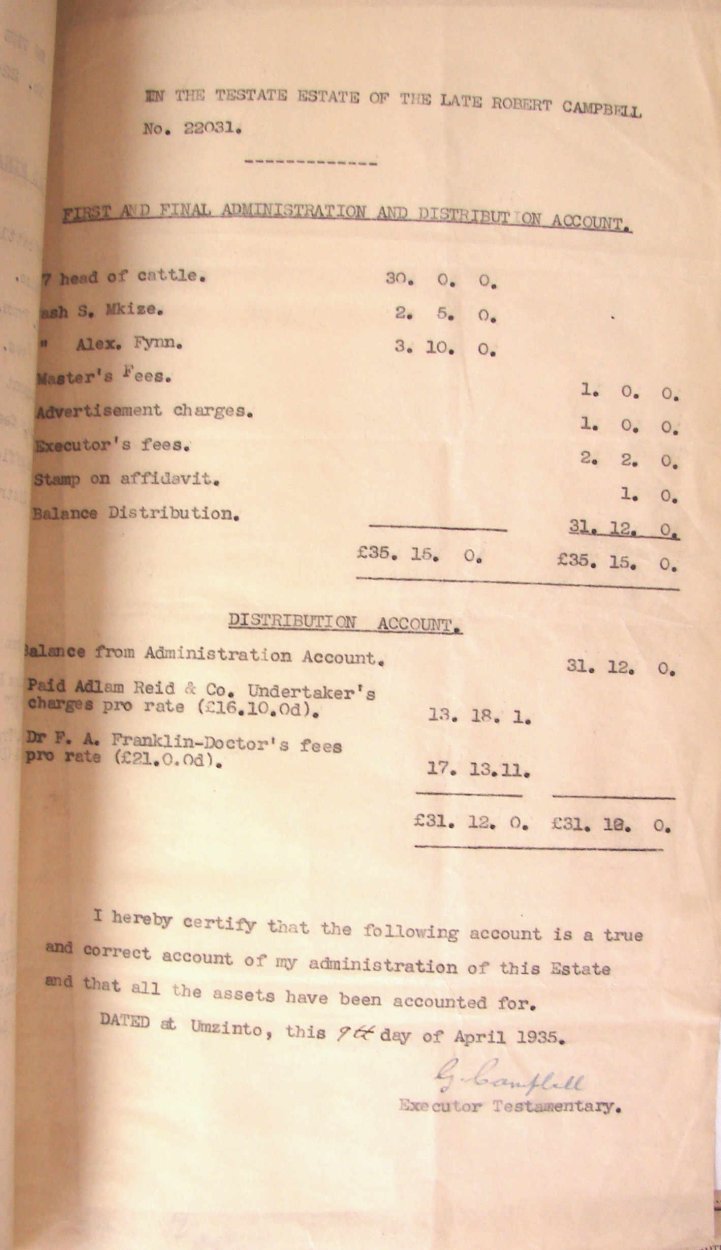 IN THE TESTATE ESTATE OF THE LATE ROBERT CAMPBELL
No. 22031.
-------------
FIRST AND FINAL ADMINISTRATION AND DISTRIBUTION ACCOUNT.
7 head of cattle. 30. 0. 0.
ash S. Mkize. 2. 5. 0.
" Alex. Fynn. 3. 10. 0.
Master's Fees. 1. 0. 0.
Advertisement charges. 1. 0. 0.
Executor's fees. 2. 2. 0.
Stamp on affidavit. 1. 0.
Balance Distribution. 31. 12. 0.
£35. 15. 0. £35. 15. 0.
DISTRIBUTION ACCOUNT.
Balance from Administration Account. 31. 12. 0.
Paid Adlam Reid & Co. Undertaker's
charges pro rate (£16.10.0d). 13. 18. 1.
Dr F. A. Franklin-Doctor's fees
pro rate (£21.0.0d). 17. 13.11.
£31. 12. 0. £31. 12. 0.
I hereby certify that the following account is a true
and correct account of my administration of this Estate
and that all the assets have been accounted for.
DATED at Umzinto, this 9th day of April 1935.
G. Campbell
Executor Testamentary.